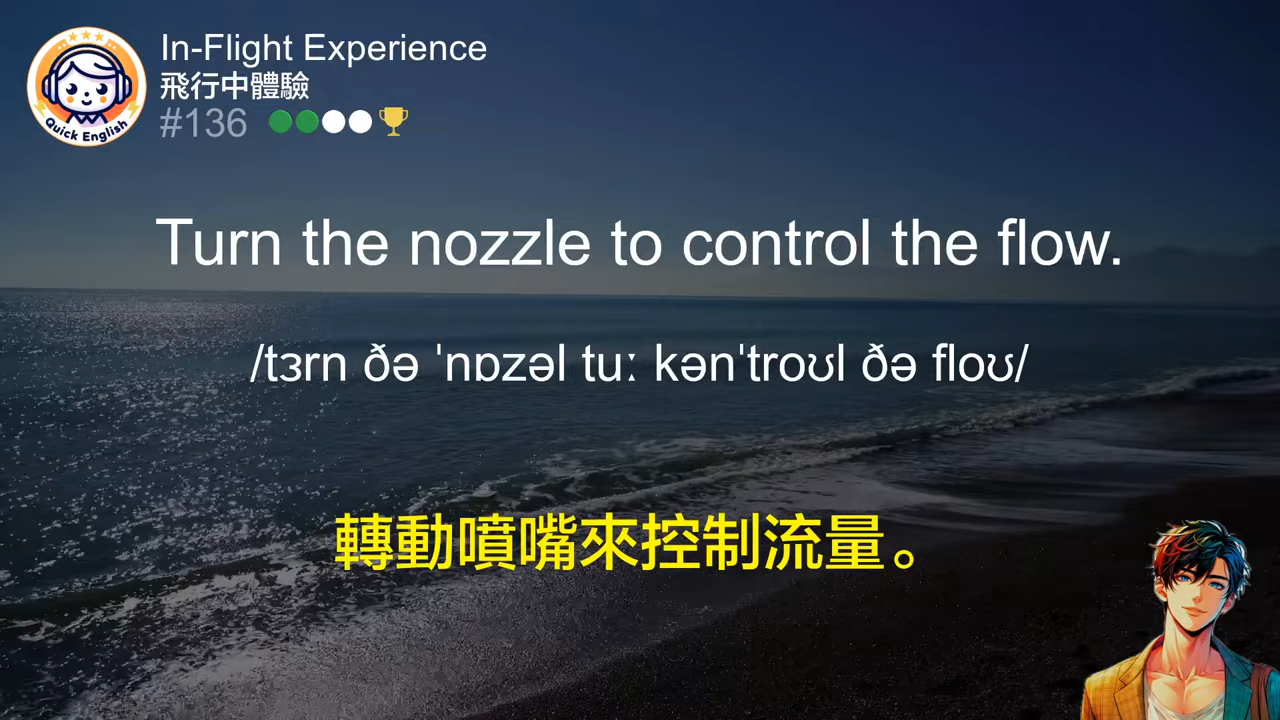 Quick English
In-Flight Experience
飛行中體驗
#136
Turn the nozzle to control the flow.
/tɜrn ðə ˈnɒzəl tuː kənˈtroʊl ðə floʊ/
轉動噴嘴來控制流量。